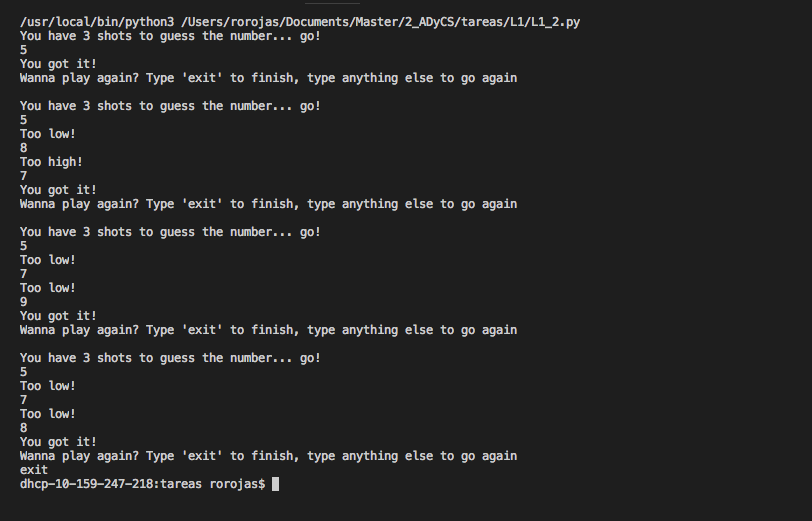 /usr/local/bin/python3 /Users/rorojas/Documents/Master/2_ADyCS/tareas/L1/L1_2.py
You have 3 shots to guess the number... go!
5
You got it!
Wanna play again? Type 'exit' to finish, type anything else to go again
You have 3 shots to guess the number... go!
5
Too low!
8
Too high!
7
You got it!
Wanna play again? Type 'exit' to finish, type anything else to go again
You have 3 shots to guess the number... go!
5
Too low!
7
Too low!
9
You got it!
Wanna play again? Type 'exit' to finish, type anything else to go again
You have 3 shots to guess the number... go!
5
Too low!
7
Too low!
8
You got it!
Wanna play again? Type 'exit' to finish, type anything else to go again
exit
dhcp-10-159-247-218:tareas rorojas$